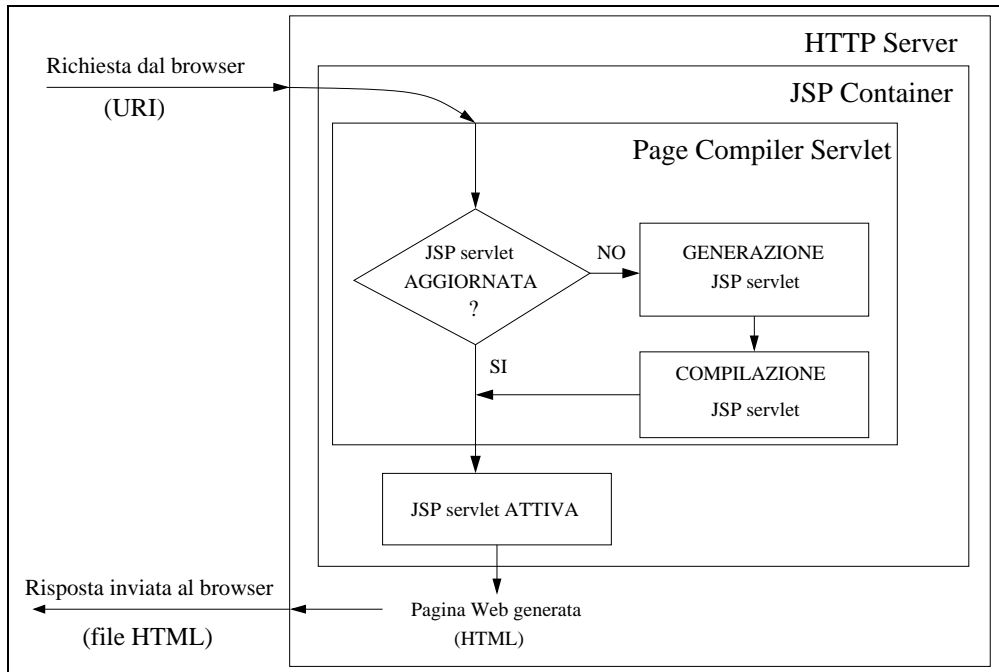 HTTP Server
Richiesta dal browser
(URI)
JSP Container
Page Compiler Servlet
JSP servlet
AGGIORNATA
?
NO
GENERAZIONE
JSP servlet
SI
COMPILAZIONE
JSP servlet
JSP servlet ATTIVA
Risposta inviata al browser
(file HTML)
Pagina Web generata
(HTML)